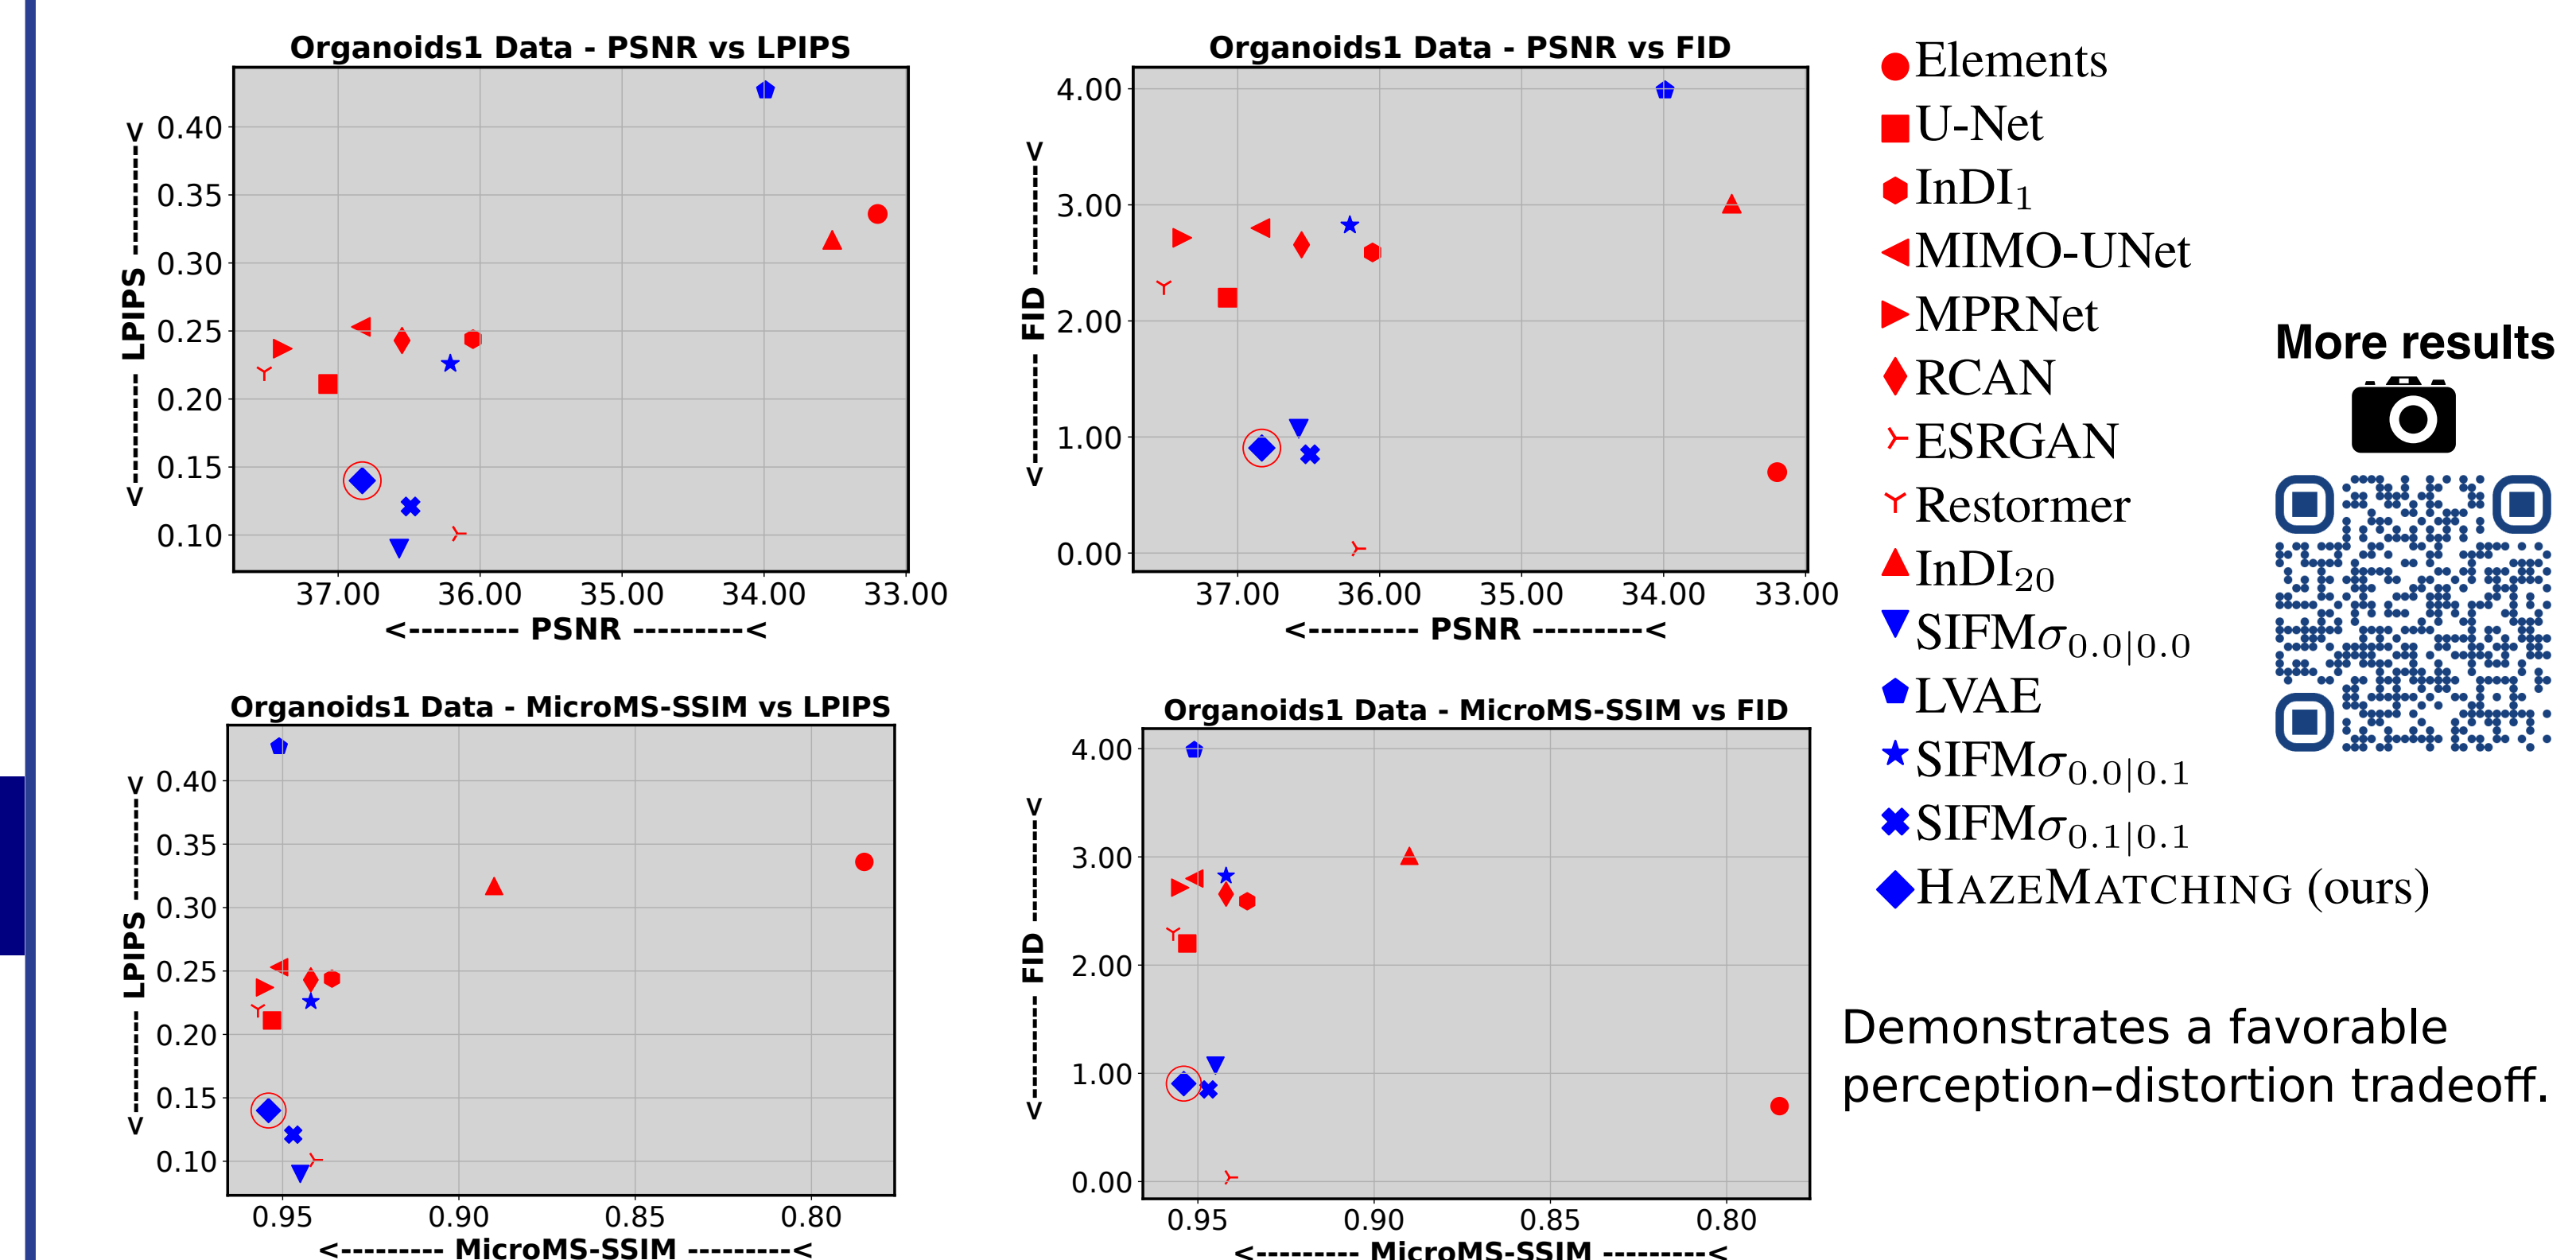 Organoids1 Data - PSNR vs LPIPS
<-------- LPIPS --------<
0.40
0.35
0.30
0.25
0.20
0.15
0.10
37.00 36.00 35.00 34.00 33.00
<--------- PSNR ---------<
Organoids1 Data - PSNR vs FID
<-------- FID --------<
4.00
3.00
2.00
1.00
0.00
37.00 36.00 35.00 34.00 33.00
<--------- PSNR ---------<
Organoids1 Data - MicroMS-SSIM vs LPIPS
<-------- LPIPS --------<
0.40
0.35
0.30
0.25
0.20
0.15
0.10
0.95 0.90 0.85 0.80
<--------- MicroMS-SSIM ---------<
Organoids1 Data - MicroMS-SSIM vs FID
<-------- FID --------<
4.00
3.00
2.00
1.00
0.00
0.95 0.90 0.85 0.80
<--------- MicroMS-SSIM ---------<
Elements
U-Net
InDI₁
MIMO-UNet
MPRNet
RCAN
ESRGAN
Restormer
InDI₂₀
SIFMσ₀.₀|₀.₀
LVAE
SIFMσ₀.₀|₀.₁
SIFMσ₀.₁|₀.₁
HAZEMATCHING (ours)
More results
Demonstrates a favorable
perception–distortion tradeoff.